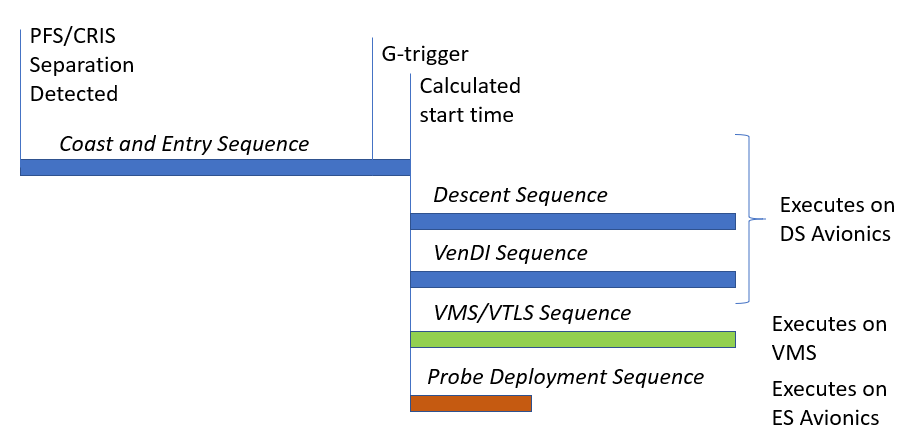 PFS/CRIS
Separation
Detected
G-trigger
Calculated
start time
Coast and Entry Sequence
Descent Sequence
Executes on
DS Avionics
VenDI Sequence
VMS/VTLS Sequence
Executes on
VMS
Probe Deployment Sequence
Executes on
ES Avionics